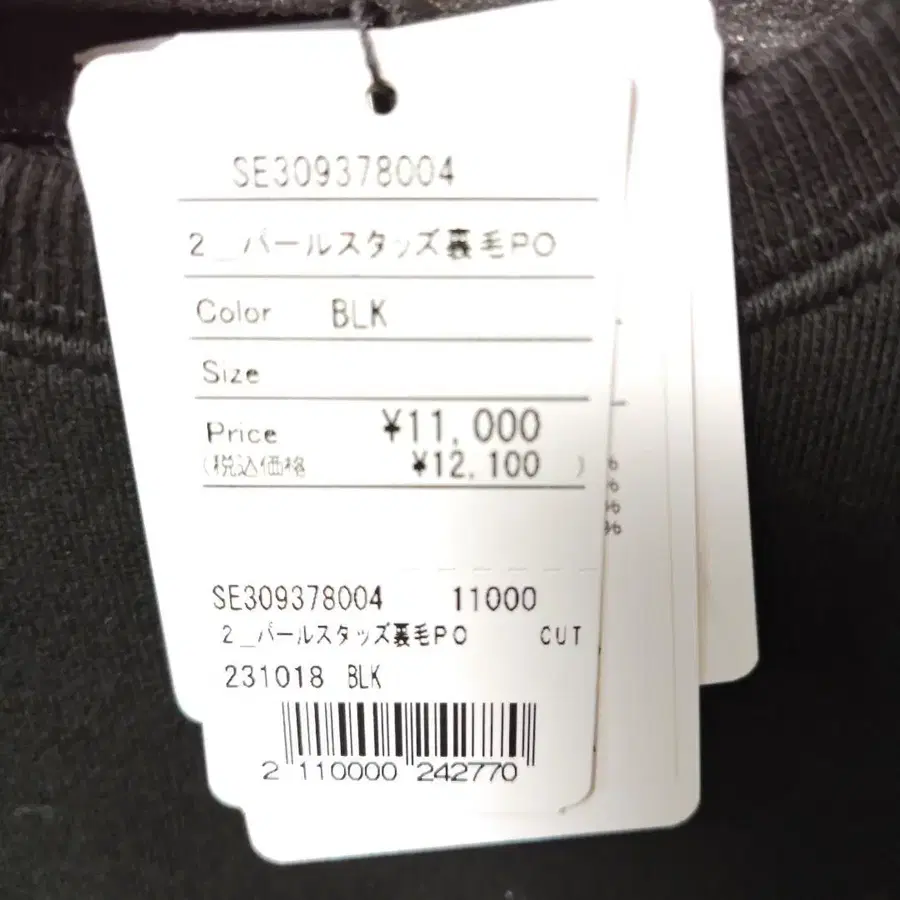 SE309378004
2_パールスタッズ裏毛PO
Color BLK
Size
Price ¥11,000
(税込価格 ¥12,100 )
SE309378004 11000
2_パールスタッズ裏毛PO CUT
231018 BLK
2 110000 242770
%
%
%
%